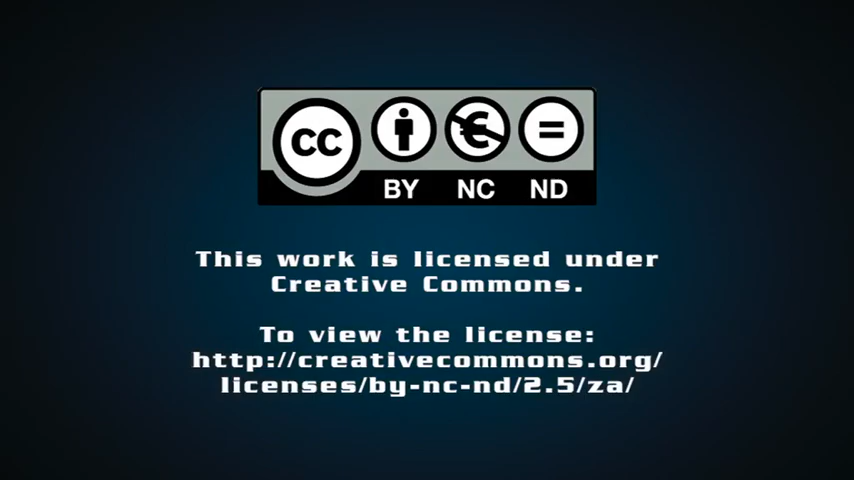 CC
BY NC ND
This work is licensed under
Creative Commons.
To view the license:
http://creativecommons.org/
licenses/by-nc-nd/2.5/za/